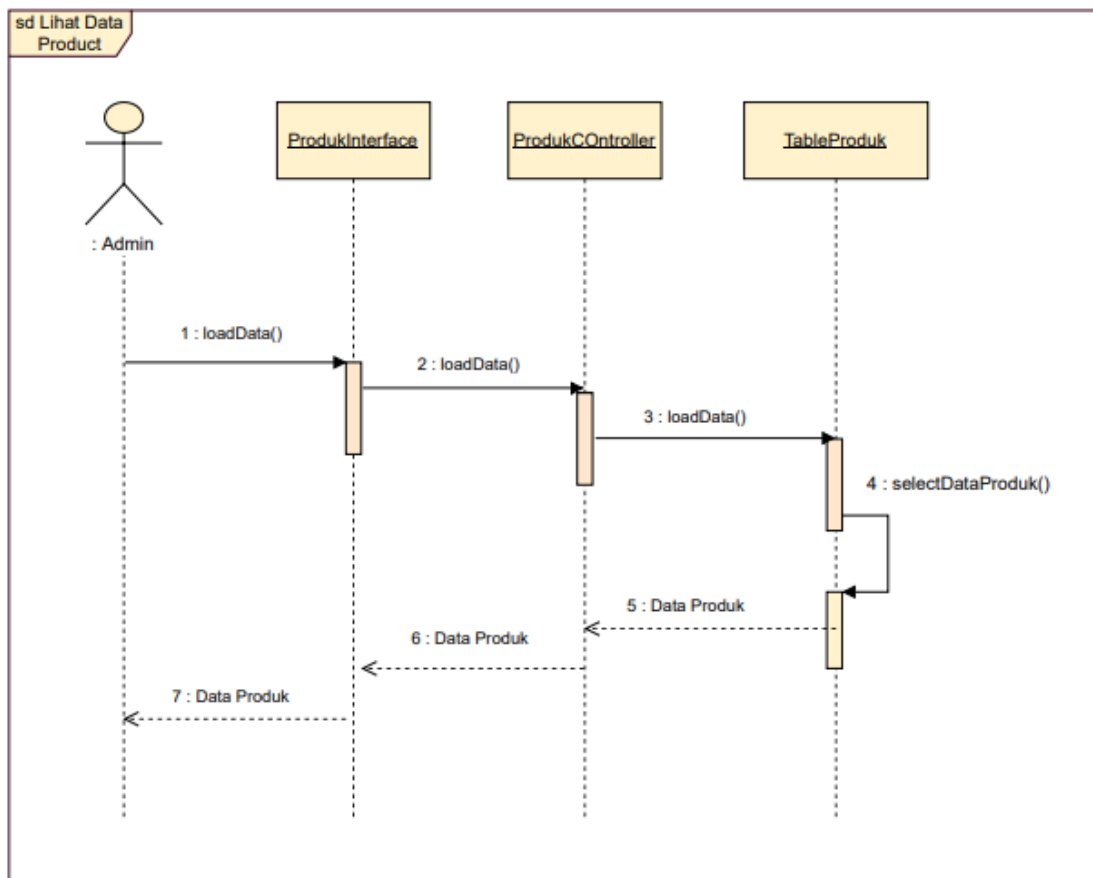 sd Lihat Data
Product
ProdukInterface
ProdukCOntroller
TableProduk
: Admin
1 : loadData()
2 : loadData()
3 : loadData()
4 : selectDataProduk()
5 : Data Produk
6 : Data Produk
7 : Data Produk